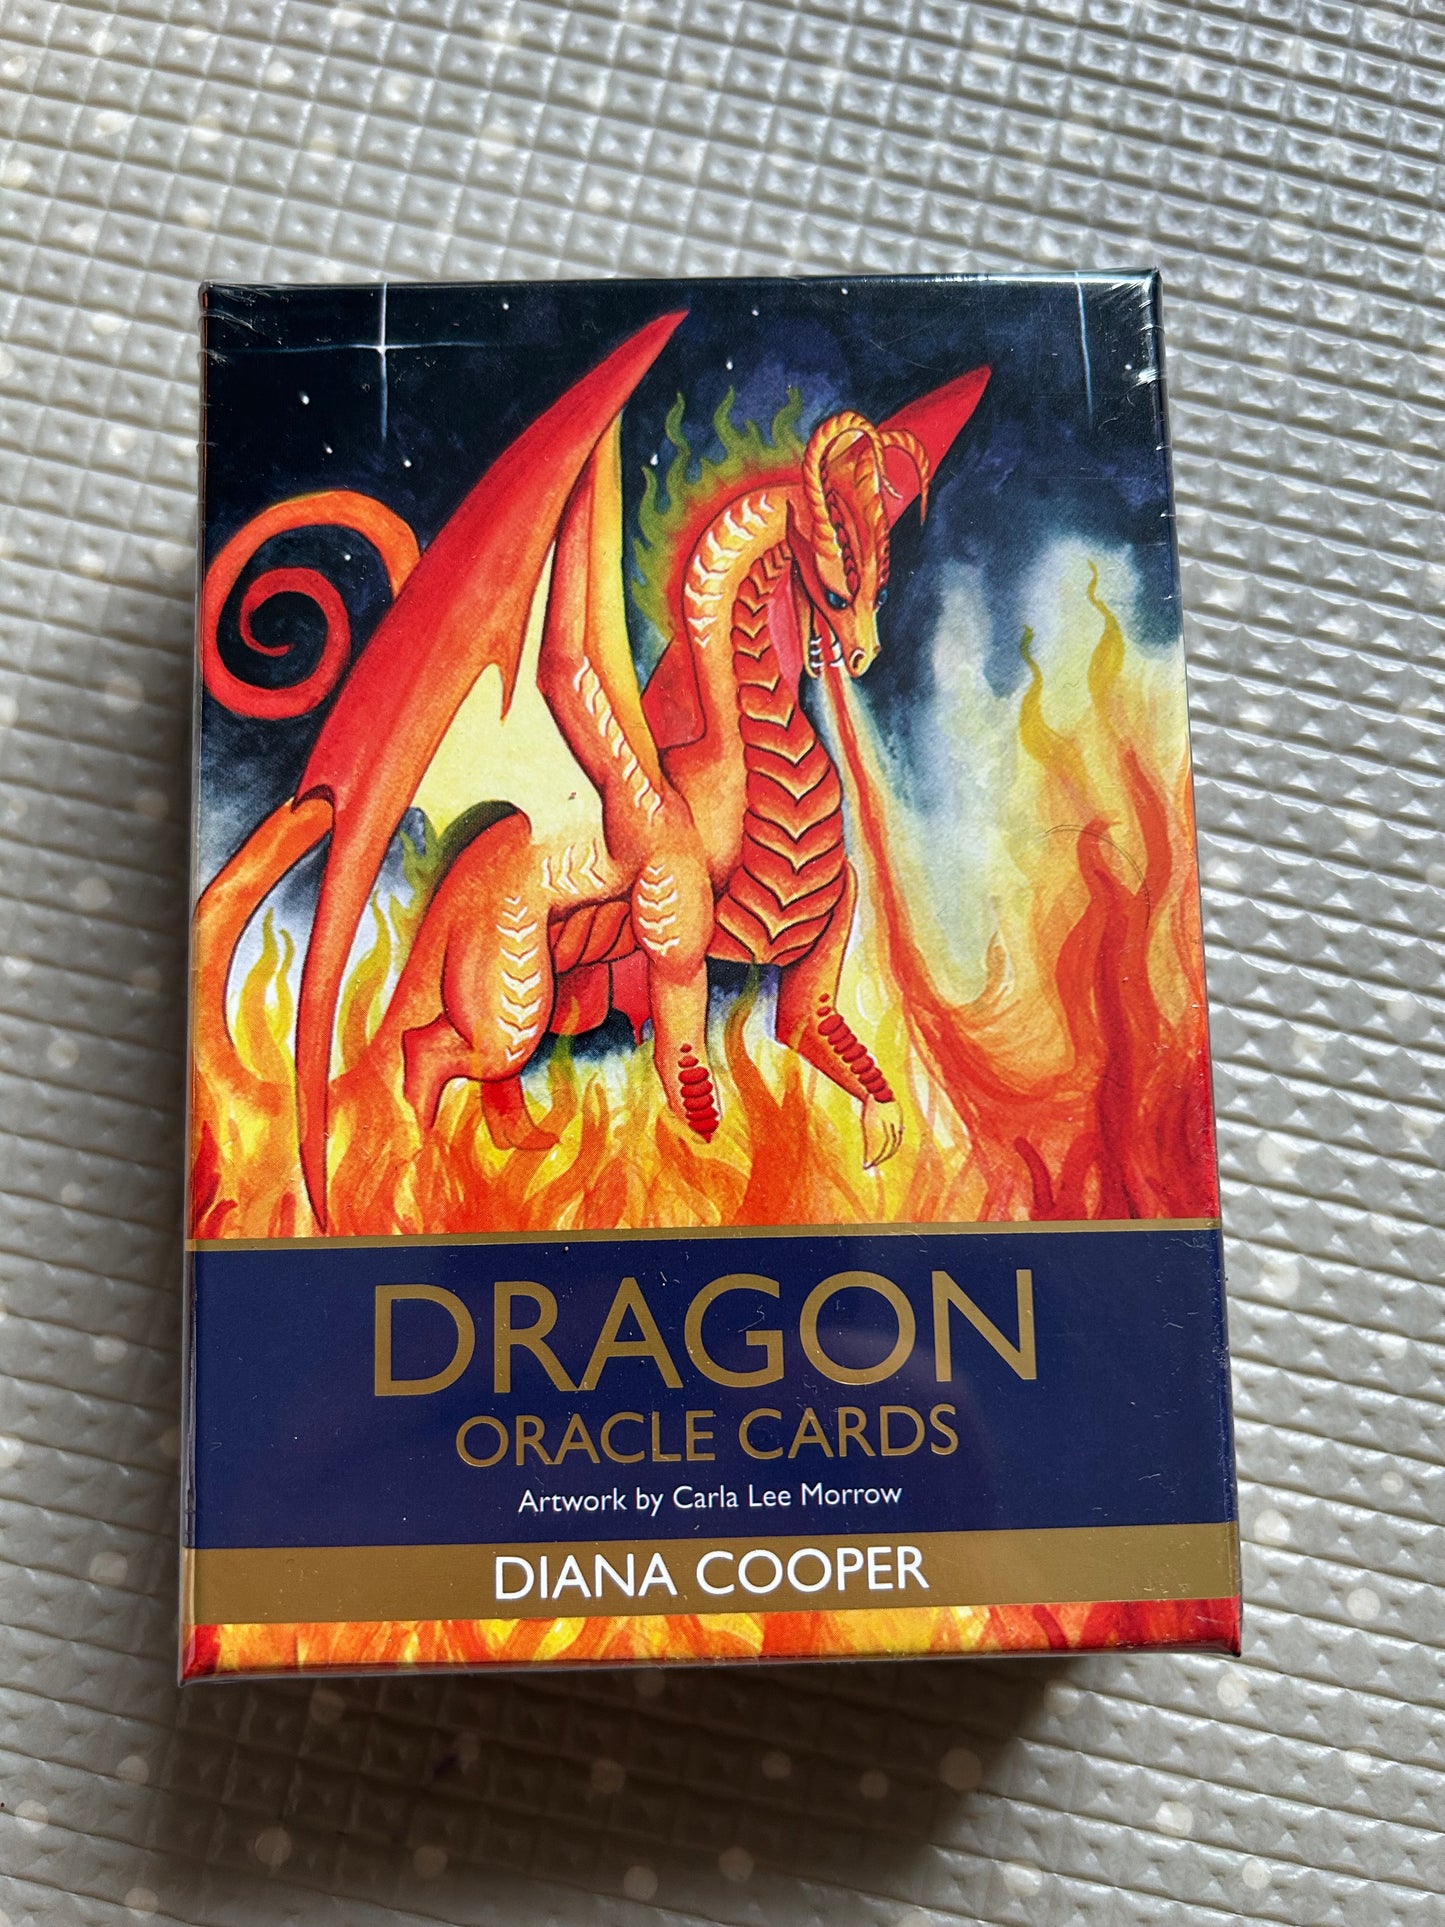 DRAGON
ORACLE CARDS
Artwork by Carla Lee Morrow
DIANA COOPER